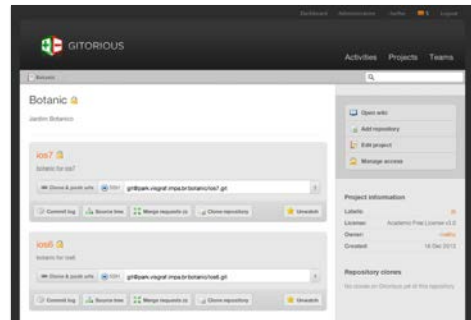 Dashboard Administration Logout
GITORIOUS
Activities Projects Teams
Botanic
Botanic
Jardim Botanico
ios7
botanic for ios7
Clone & push urls SSH git@park.visgraf.impa.br:botanic/ios7.git
Commit log Source tree Merge requests (0) Clone repository Unwatch
ios6
botanic for ios6
Clone & push urls SSH git@park.visgraf.impa.br:botanic/ios6.git
Commit log Source tree Merge requests (0) Clone repository Unwatch
Open wiki
Add repository
Edit project
Manage access
Project information
Labels:
License: Academic Free License v3.0
Owner:
Created: 16 Dec 2013
Repository clones
No clones on Gitorious yet of this repository